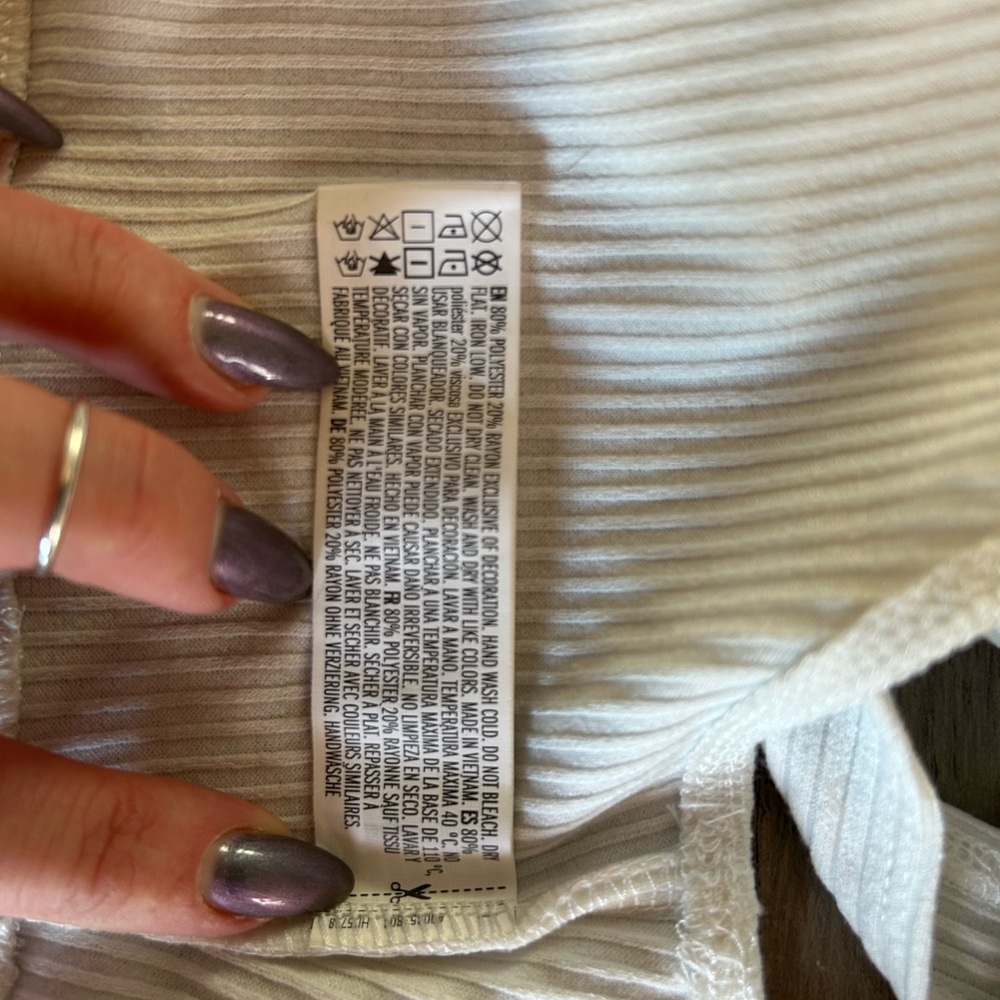 EN 80% POLYESTER 20% RAYON EXCLUSIVE OF DECORATION. HAND WASH COLD. DO NOT BLEACH. DRY
FLAT. IRON LOW. DO NOT DRY CLEAN. WASH AND DRY WITH LIKE COLORS. MADE IN VIETNAM. ES 80%
poliéster 20% viscosa EXCLUSIVO PARA DECORACION. LAVAR A MANO. TEMPERATURA MAXIMA 40 °C. NO
USAR BLANQUEADOR. SECADO EXTENDIDO. PLANCHAR A UNA TEMPERATURA MAXIMA DE LA BASE DE 110 °C,
SIN VAPOR. PLANCHAR CON VAPOR PUEDE CAUSAR DANO IRREVERSIBLE. NO LIMPIEZA EN SECO. LAVAR Y
SECAR CON COLORES SIMILARES. HECHO EN VIETNAM. FR 80% POLYESTER 20% RAYONNE SAUF TISSU
DÉCORATIF. LAVER À LA MAIN À L'EAU FROIDE. NE PAS BLANCHIR. SÉCHER À PLAT. REPASSER À
TEMPÉRATURE MODÉRÉE. NE PAS NETTOYER À SEC. LAVER ET SÉCHER AVEC COULEURS SIMILAIRES.
FABRIQUÉ AU VIETNAM. DE 80% POLYESTER 20% RAYON OHNE VERZIERUNG. HANDWÄSCHE